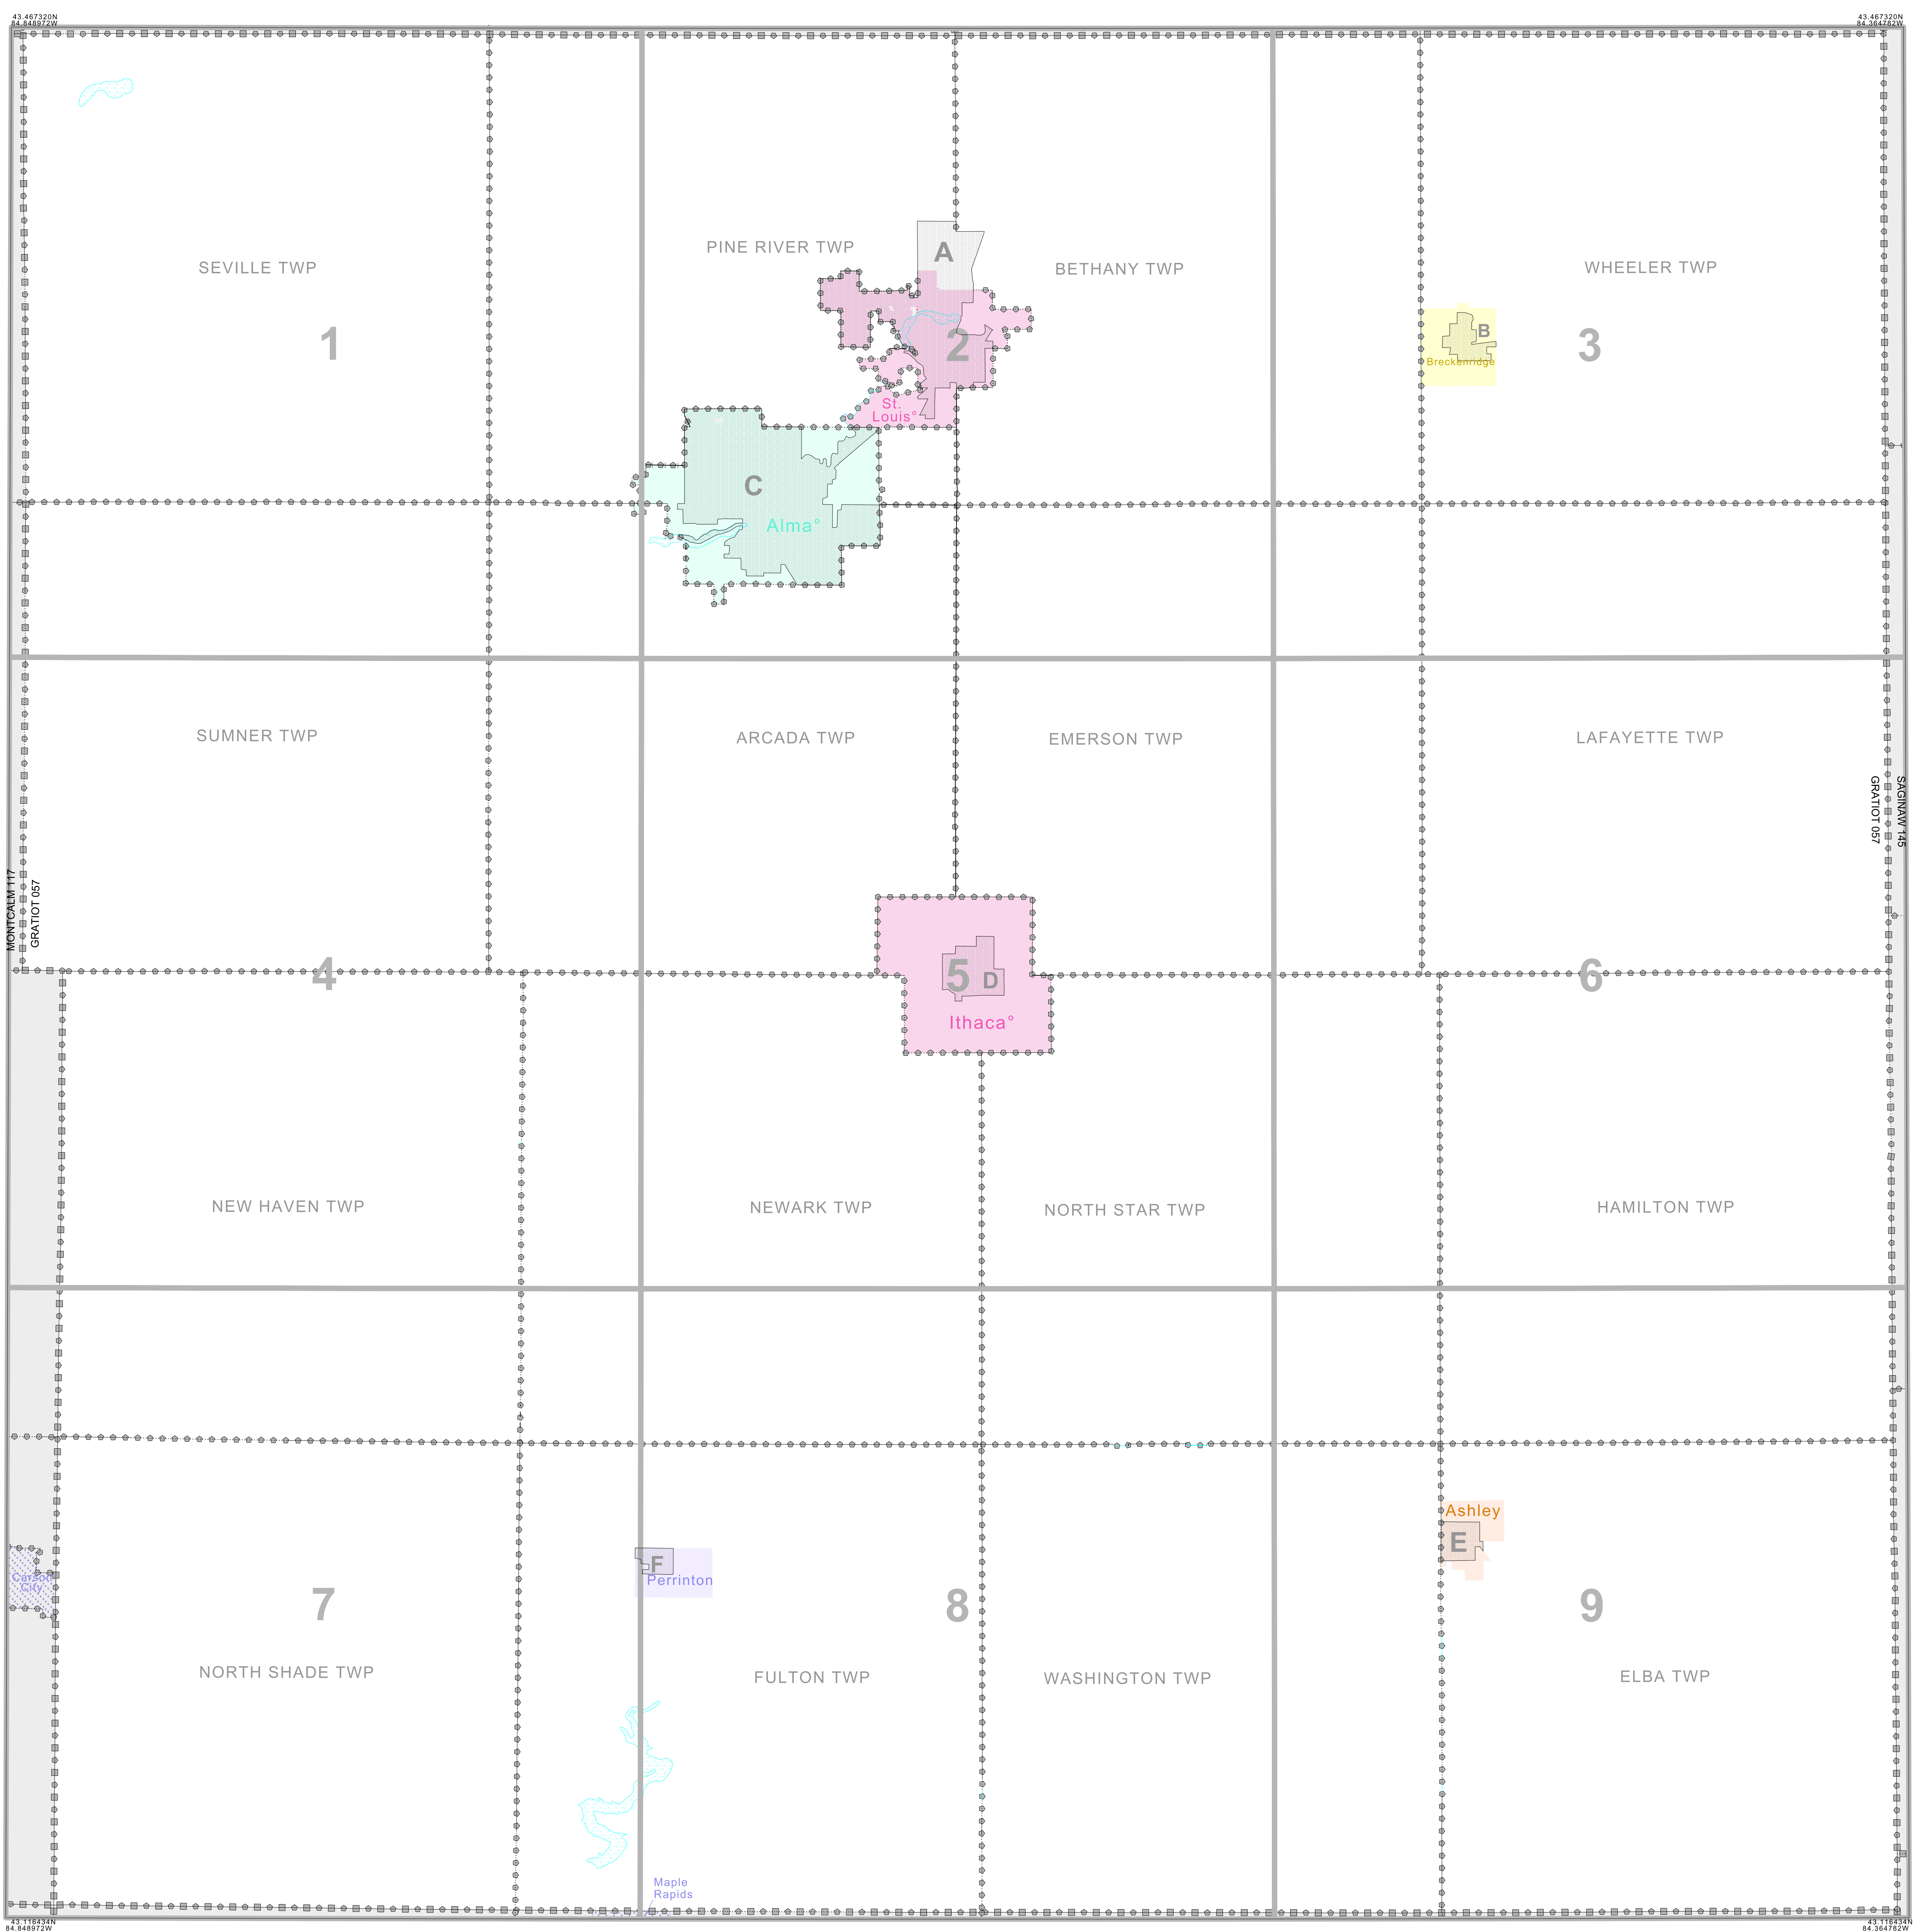 43.467320N
84.848972W
43.467320N
84.364782W
PINE RIVER TWP
A
SEVILLE TWP
BETHANY TWP
WHEELER TWP
1
2
B
3
Breckenridge
St.
Louis°
C
Alma°
SUMNER TWP
ARCADA TWP
EMERSON TWP
LAFAYETTE TWP
MONTCALM 117
GRATIOT 057
GRATIOT 057
SAGINAW 145
4
5
D
6
Ithaca°
NEW HAVEN TWP
NEWARK TWP
NORTH STAR TWP
HAMILTON TWP
Ashley
E
F
Carson
City
Perrinton
7
8
9
NORTH SHADE TWP
FULTON TWP
WASHINGTON TWP
ELBA TWP
Maple
Rapids
43.116434N
84.848972W
43.116434N
84.364782W